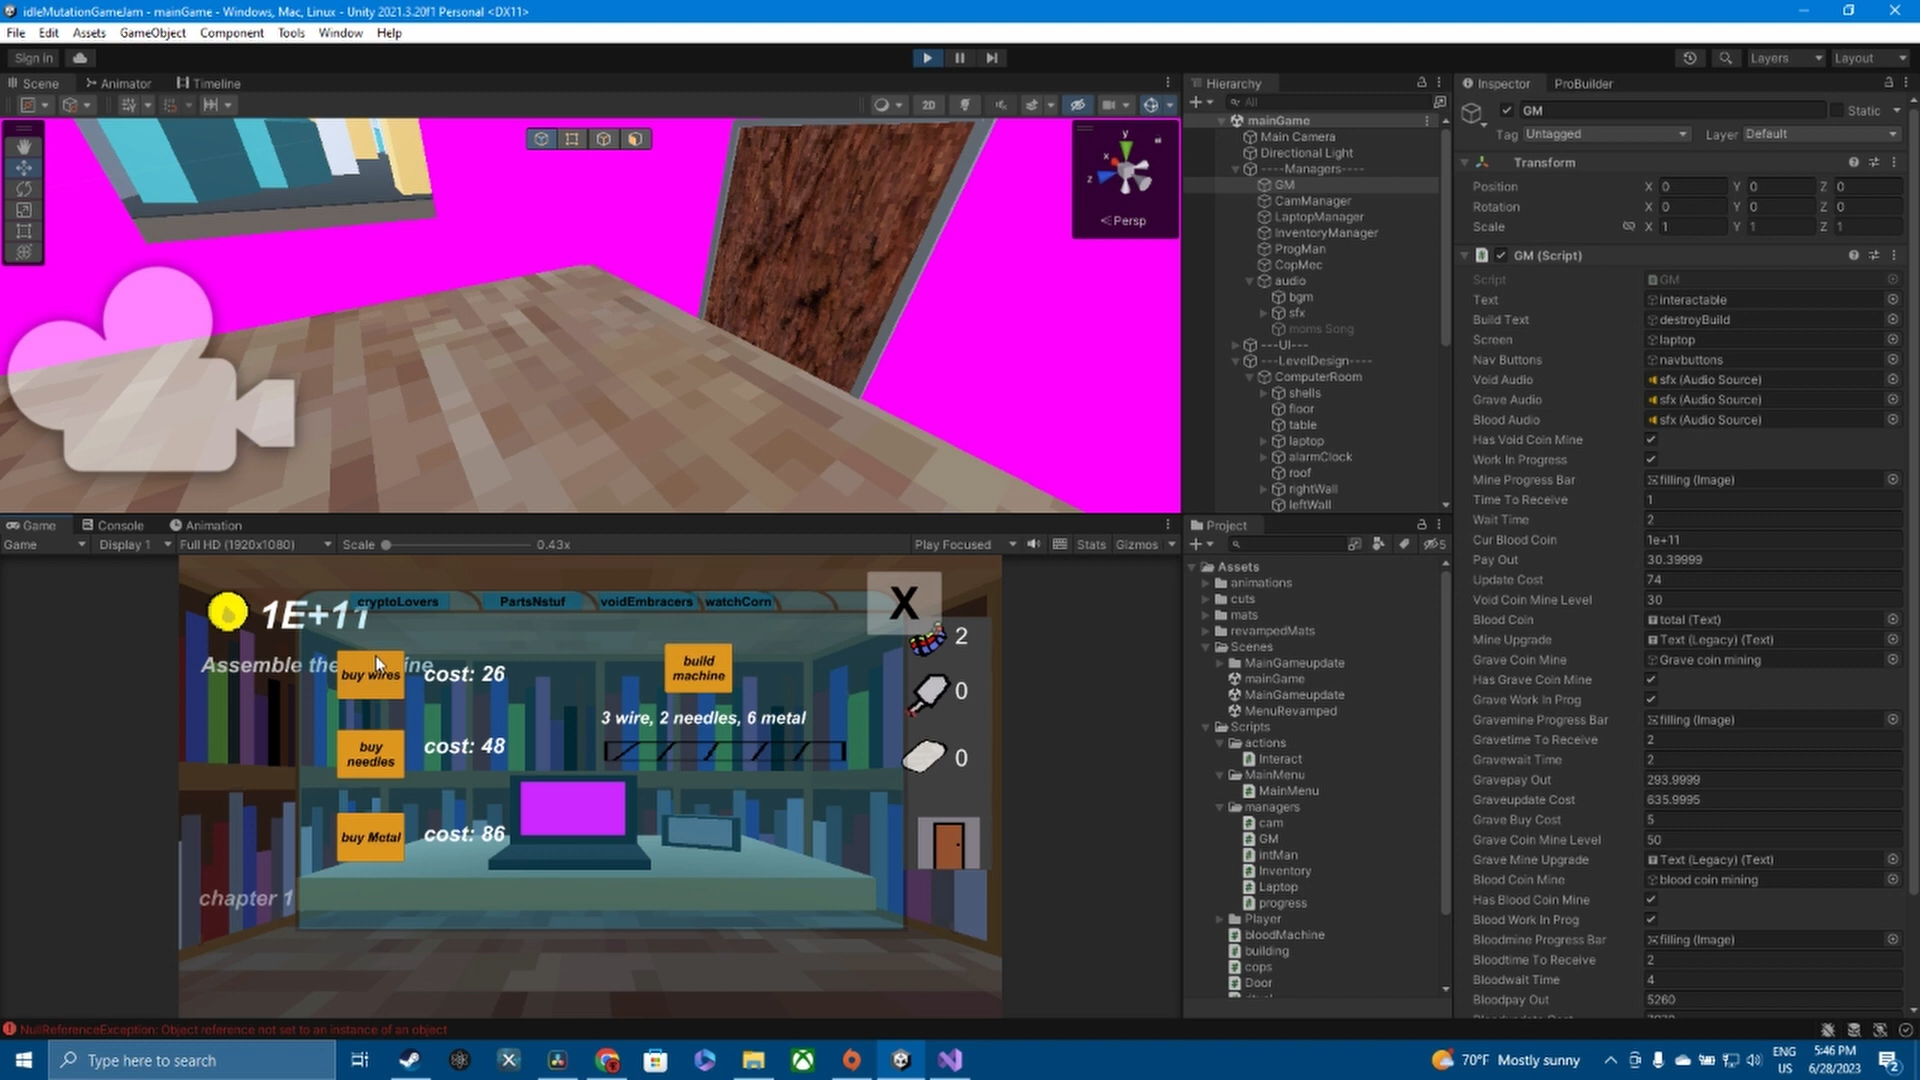 idleMutationGameJam - mainGame - Windows, Mac, Linux - Unity 2021.3.20f1 Personal <DX11>
File Edit Assets GameObject Component Tools Window Help
Sign in
Layers
Layout
Scene
Animator
Timeline
2D
y
x
z
<Persp
Game
Console
Animation
Game
Display 1
Full HD (1920x1080)
Scale
0.43x
Play Focused
Stats
Gizmos
1E+11
cryptoLovers
PartsNstuf
voidEmbracers
watchCorn
X
2
buy wires
cost: 26
build
machine
0
3 wire, 2 needles, 6 metal
buy
needles
cost: 48
0
buy Metal
cost: 86
chapter 1
NullReferenceException: Object reference not set to an instance of an object
Hierarchy
All
mainGame
Main Camera
Directional Light
----Managers----
GM
CamManager
LaptopManager
InventoryManager
ProgMan
CopMec
audio
bgm
sfx
moms Song
---UI---
---LevelDesign----
ComputerRoom
shells
floor
table
laptop
alarmClock
roof
rightWall
leftWall
Project
5
Assets
animations
cuts
mats
revampedMats
Scenes
MainGameupdate
mainGame
MainGameupdate
MenuRevamped
Scripts
actions
Interact
MainMenu
MainMenu
managers
cam
GM
intMan
Inventory
Laptop
progress
Player
bloodMachine
building
cops
Door
Inspector
ProBuilder
GM
Static
Tag Untagged
Layer Default
Transform
Position X 0 Y 0 Z 0
Rotation X 0 Y 0 Z 0
Scale X 1 Y 1 Z 1
GM (Script)
Script GM
Text interactable
Build Text destroyBuild
Screen laptop
Nav Buttons navbuttons
Void Audio sfx (Audio Source)
Grave Audio sfx (Audio Source)
Blood Audio sfx (Audio Source)
Has Void Coin Mine
Work In Progress
Mine Progress Bar filling (Image)
Time To Receive 1
Wait Time 2
Cur Blood Coin 1e+11
Pay Out 30.39999
Update Cost 74
Void Coin Mine Level 30
Blood Coin total (Text)
Mine Upgrade Text (Legacy) (Text)
Grave Coin Mine Grave coin mining
Has Grave Coin Mine
Grave Work In Prog
Gravemine Progress Bar filling (Image)
Gravetime To Receive 2
Gravewait Time 2
Gravepay Out 293.9999
Graveupdate Cost 635.9995
Grave Buy Cost 5
Grave Coin Mine Level 50
Grave Mine Upgrade Text (Legacy) (Text)
Blood Coin Mine blood coin mining
Has Blood Coin Mine
Blood Work In Prog
Bloodmine Progress Bar filling (Image)
Bloodtime To Receive 2
Bloodwait Time 4
Bloodpay Out 5260
Type here to search
70°F Mostly sunny
ENG
US
5:46 PM
6/28/2023
2